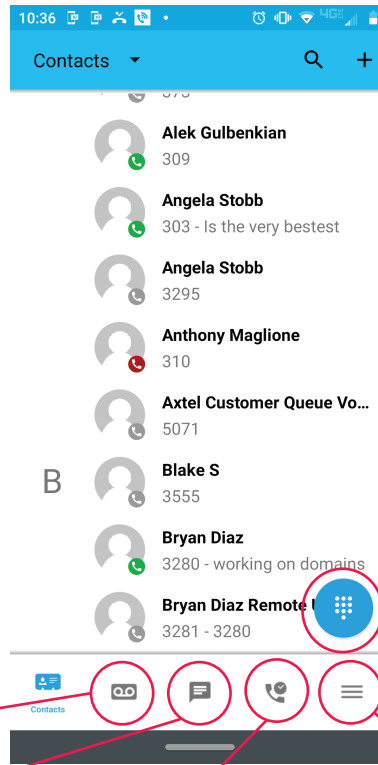 10:36
4GE
Contacts
373
Alek Gulbenkian
309
Angela Stobb
303 - Is the very bestest
Angela Stobb
3295
Anthony Maglione
310
Axtel Customer Queue Vo...
5071
B
Blake S
3555
Bryan Diaz
3280 - working on domains
Bryan Diaz Remote
3281 - 3280
Contacts